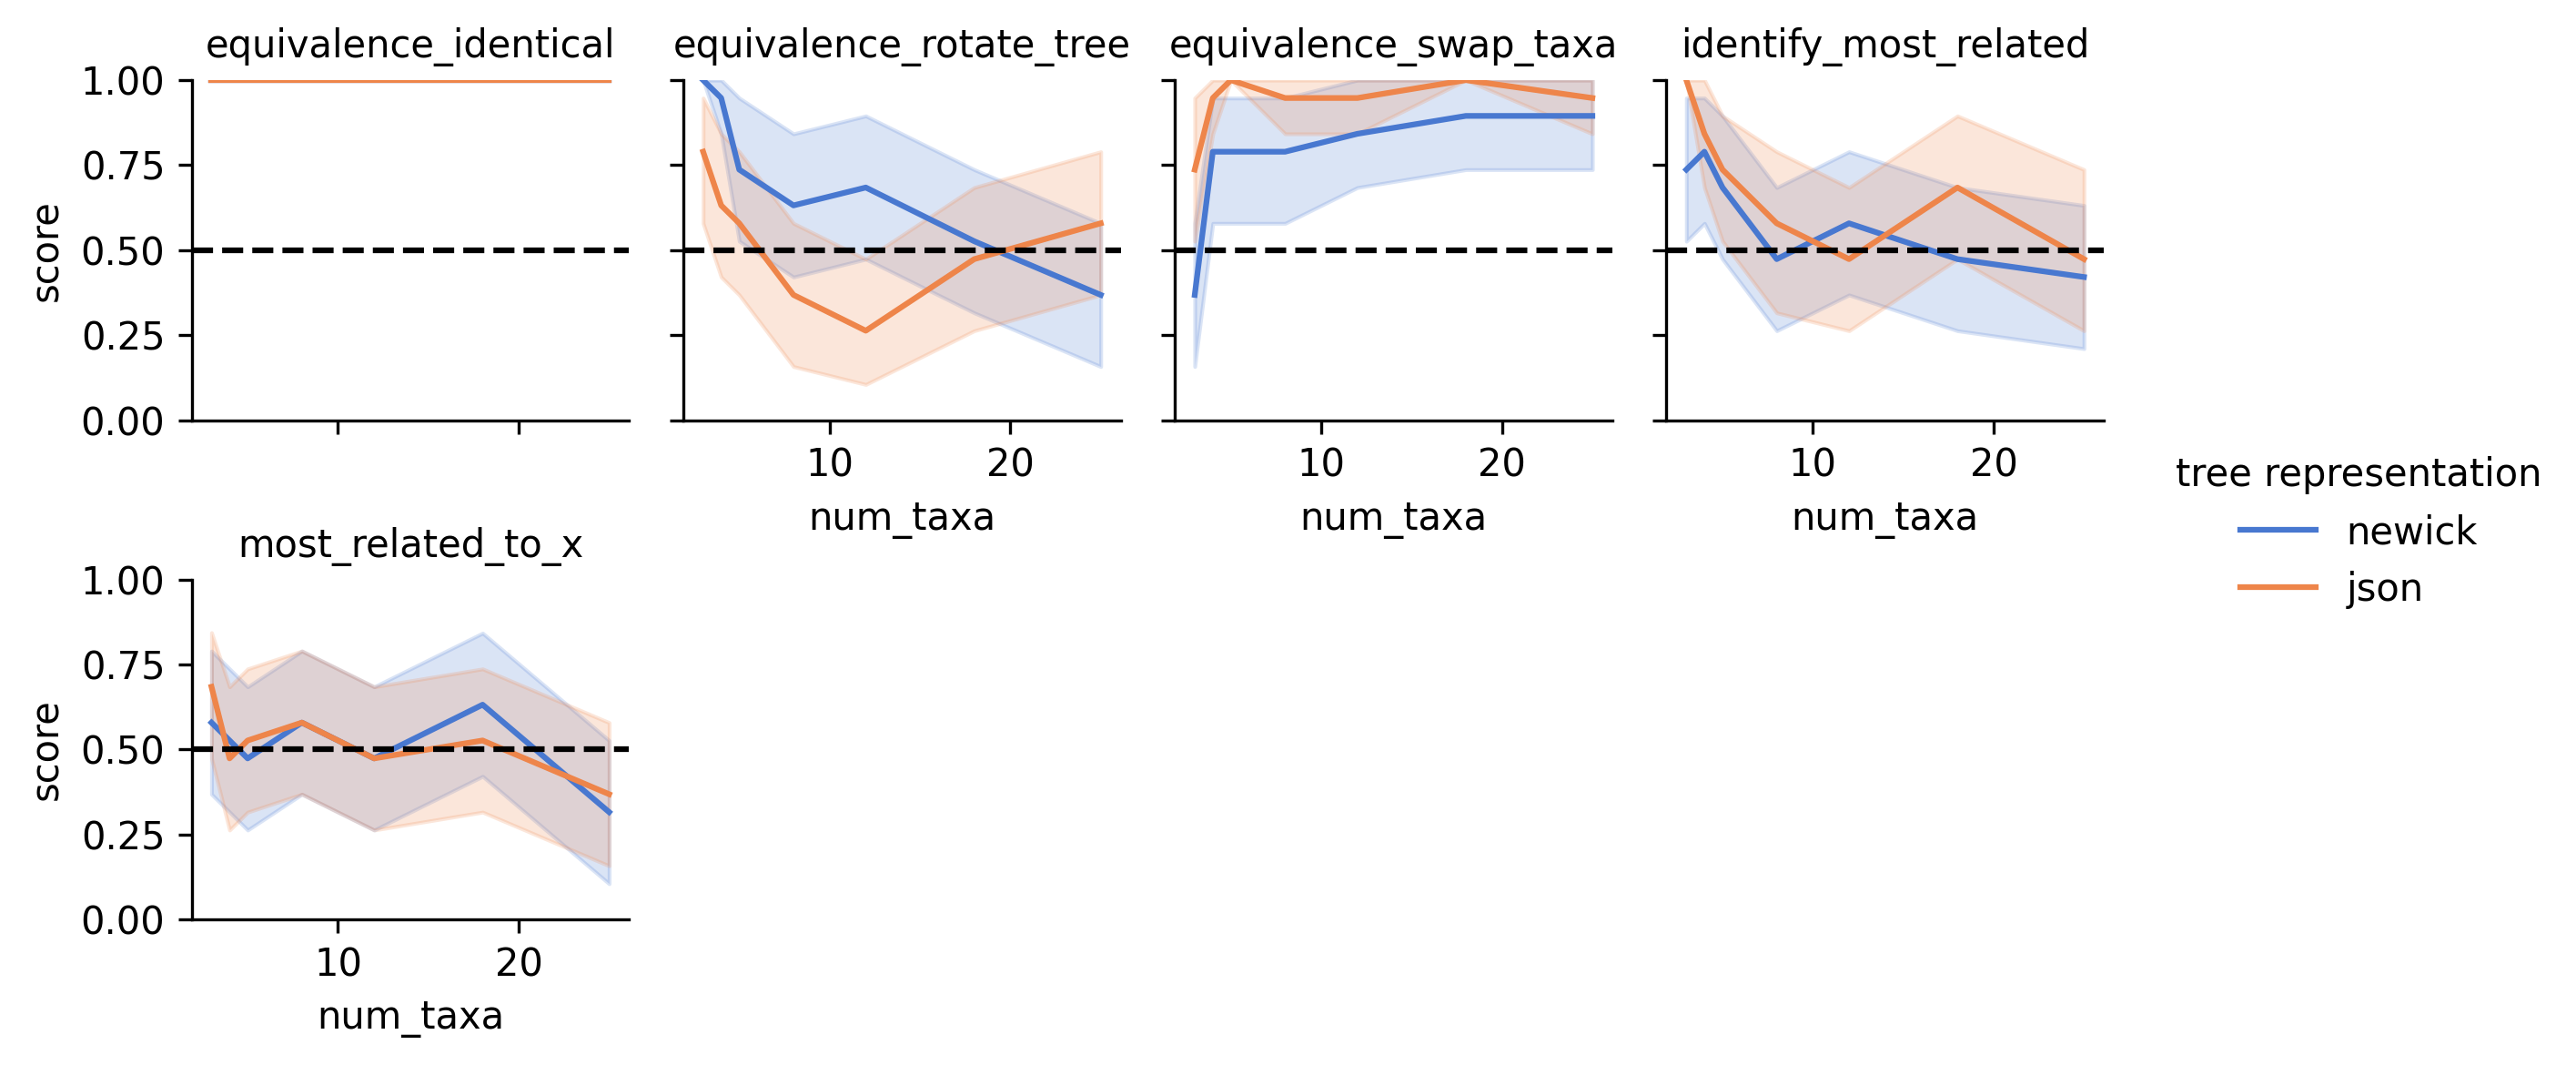 equivalence_identical
equivalence_rotate_tree
equivalence_swap_taxa
identify_most_related
1.00
0.75
0.50
0.25
0.00
score
10
20
num_taxa
10
20
num_taxa
10
20
num_taxa
tree representation
newick
json
most_related_to_x
1.00
0.75
0.50
0.25
0.00
score
10
20
num_taxa